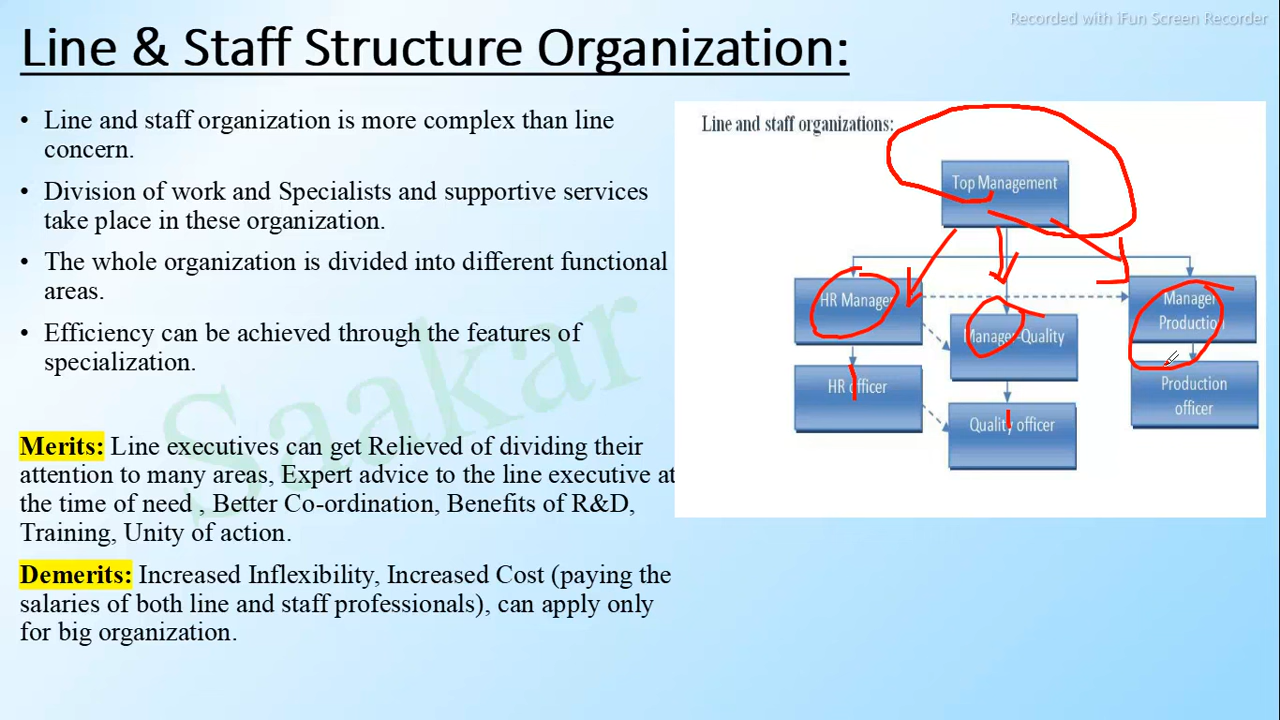 Recorded with iFun Screen Recorder
Line & Staff Structure Organization:
• Line and staff organization is more complex than line
concern.
• Division of work and Specialists and supportive services
take place in these organization.
• The whole organization is divided into different functional
areas.
• Efficiency can be achieved through the features of
specialization.
Merits: Line executives can get Relieved of dividing their
attention to many areas, Expert advice to the line executive at
the time of need , Better Co-ordination, Benefits of R&D,
Training, Unity of action.
Demerits: Increased Inflexibility, Increased Cost (paying the
salaries of both line and staff professionals), can apply only
for big organization.
Saakar
Line and staff organizations:
Top Management
HR Manager
Manager-Quality
Manager
Production
HR officer
Quality officer
Production
officer